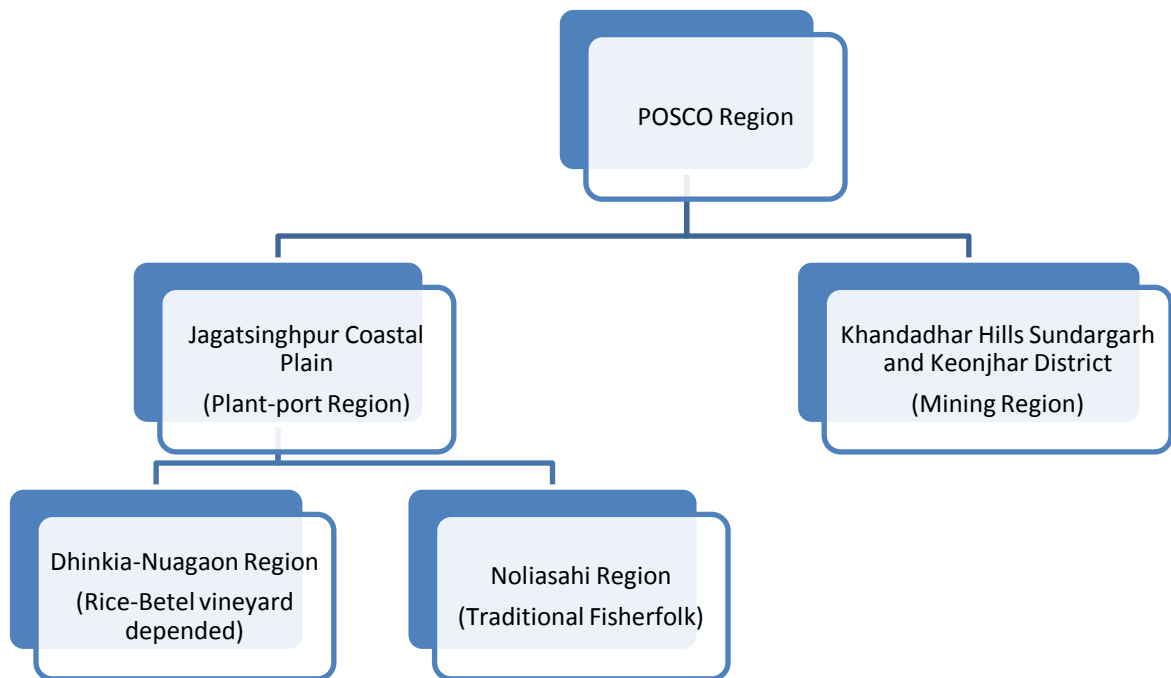 POSCO Region
Jagatsinghpur Coastal
Plain
(Plant-port Region)
Khandadhar Hills Sundargarh
and Keonjhar District
(Mining Region)
Dhinkia-Nuagaon Region
(Rice-Betel vineyard
depended)
Noliasahi Region
(Traditional Fisherfolk)